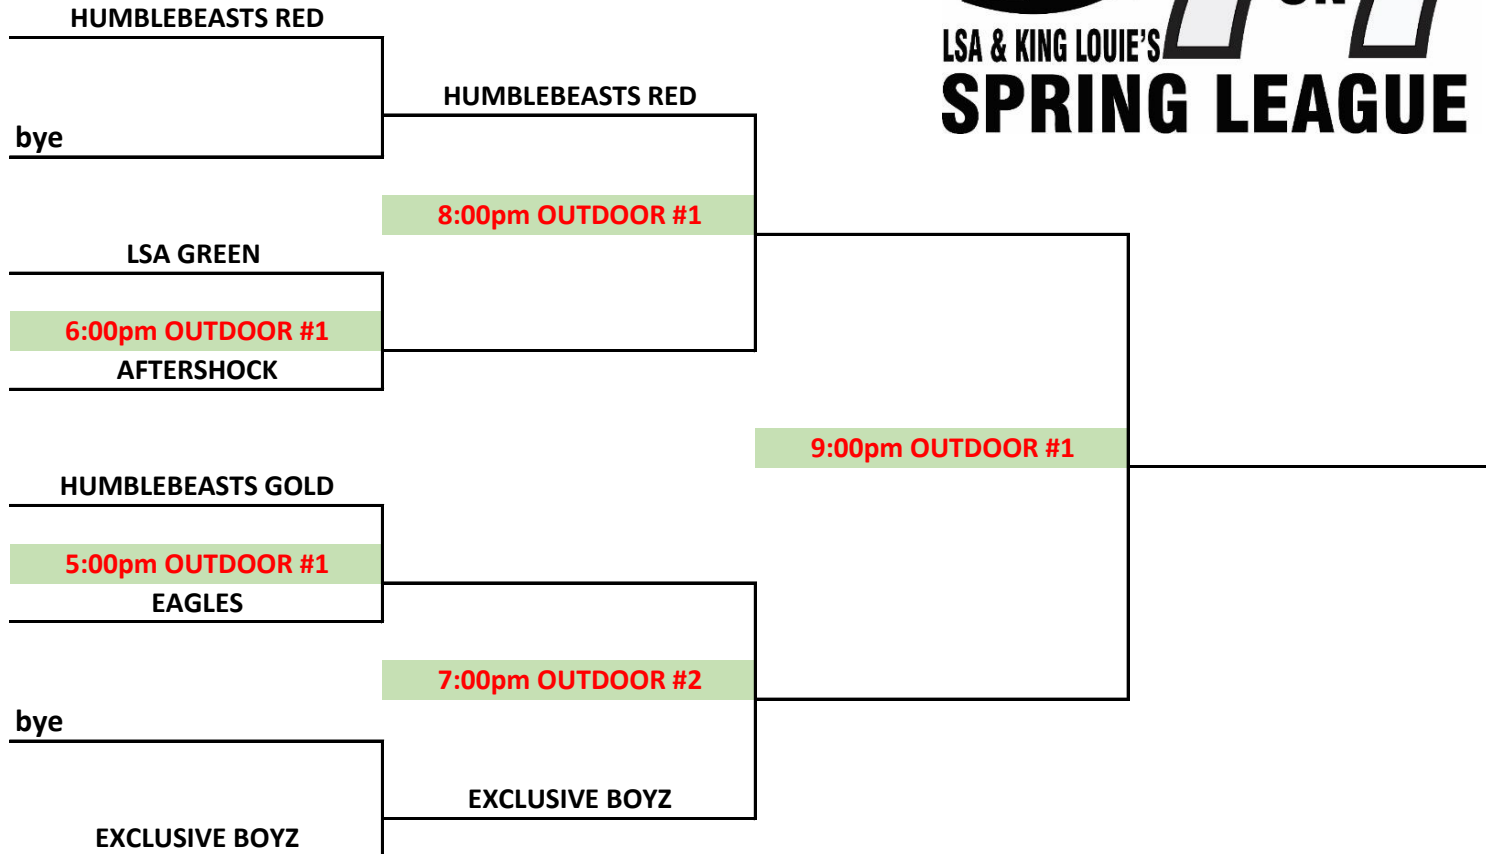 HUMBLEBEASTS RED
bye
HUMBLEBEASTS RED
8:00pm OUTDOOR #1
LSA GREEN
6:00pm OUTDOOR #1
AFTERSHOCK
9:00pm OUTDOOR #1
HUMBLEBEASTS GOLD
5:00pm OUTDOOR #1
EAGLES
7:00pm OUTDOOR #2
bye
EXCLUSIVE BOYZ
EXCLUSIVE BOYZ
LSA & KING LOUIE'S
SPRING LEAGUE